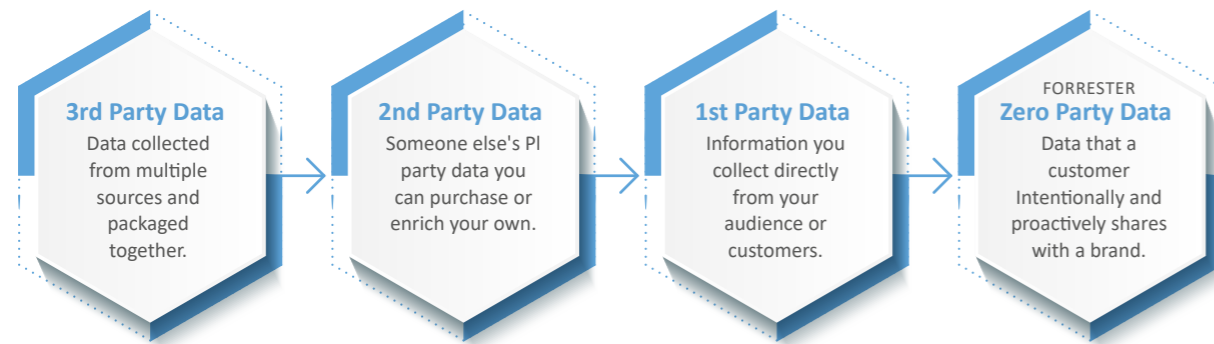 3rd Party Data
Data collected
from multiple
sources and
packaged
together.
2nd Party Data
Someone else's Pl
party data you
can purchase or
enrich your own.
1st Party Data
Information you
collect directly
from your
audience or
customers.
FORRESTER
Zero Party Data
Data that a
customer
Intentionally and
proactively shares
with a brand.